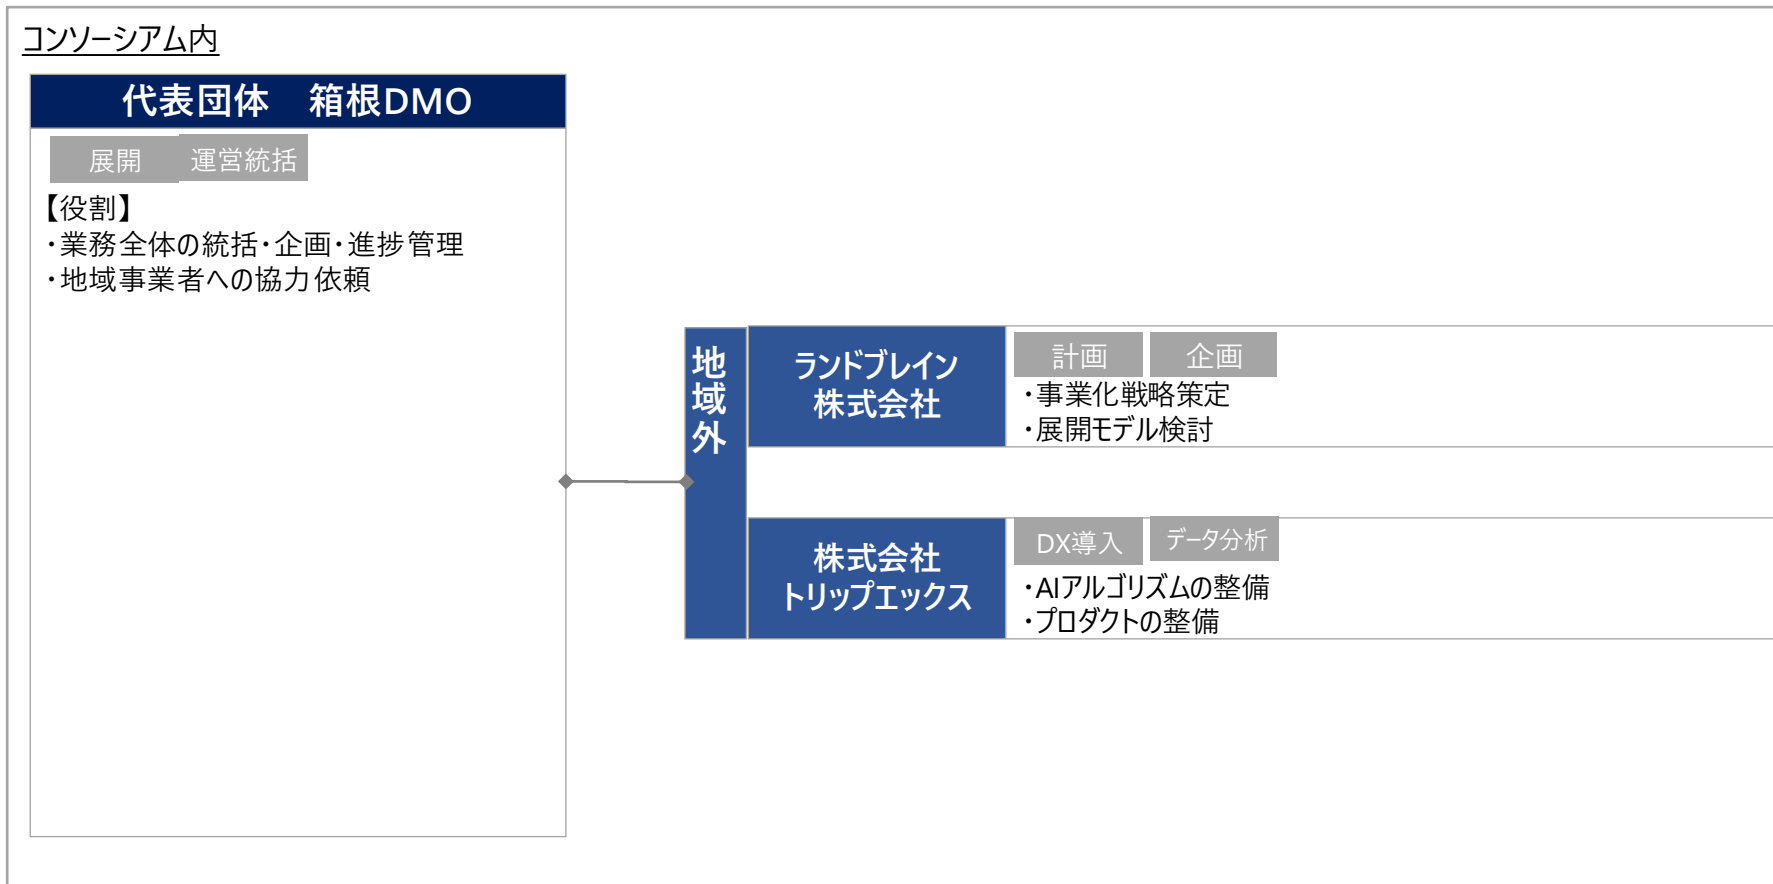 コンソーシアム内
代表団体　箱根DMO
展開
運営統括
【役割】
・業務全体の統括・企画・進捗管理
・地域事業者への協力依頼
地域外
ランドブレイン
株式会社
計画
企画
・事業化戦略策定
・展開モデル検討
株式会社
トリップエックス
DX導入
データ分析
・AIアルゴリズムの整備
・プロダクトの整備